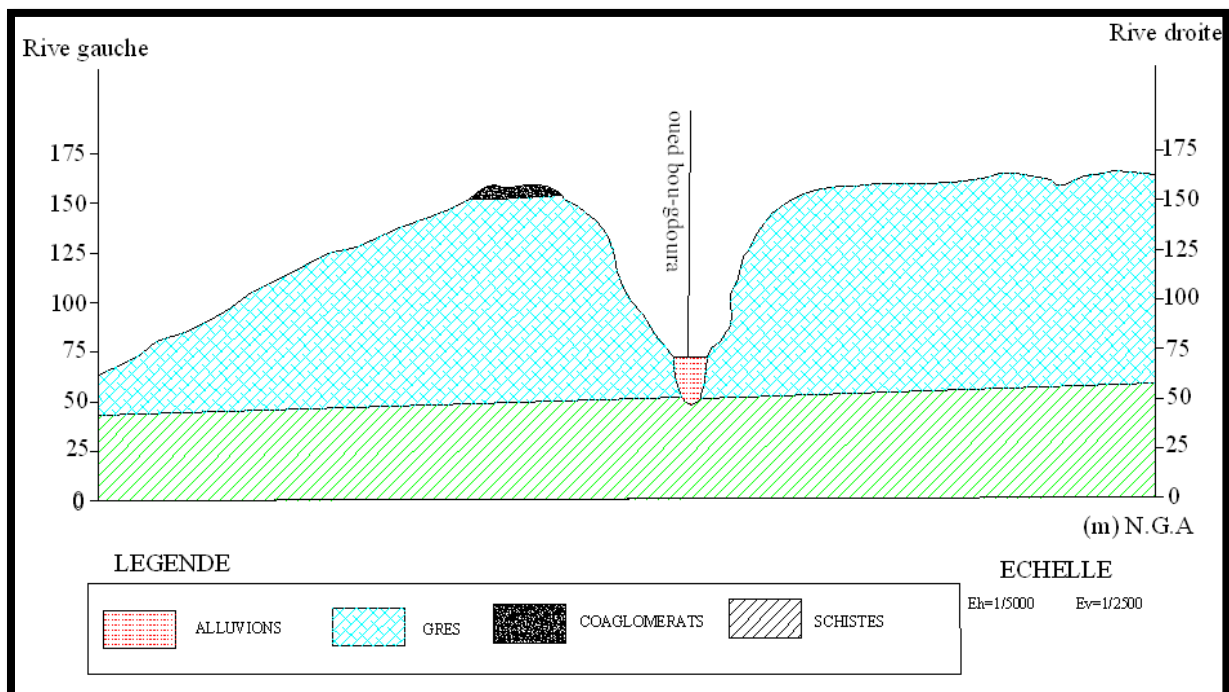 Rive gauche
Rive droite
oued bou-gdoura
175
150
125
100
75
50
25
0
175
150
125
100
75
50
25
0
(m) N.G.A
LEGENDE
ECHELLE
Eh=1/5000 Ev=1/2500
ALLUVIONS GRES COAGLOMERATS SCHISTES